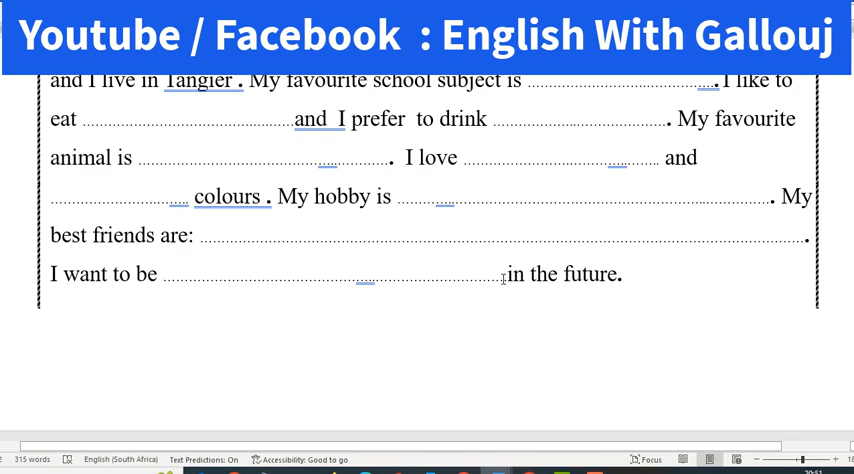 Youtube / Facebook : English With Gallouj
and I live in Tangier . My favourite school subject is ........................................ . I like to
eat ........................................ and I prefer to drink ........................................ . My favourite
animal is ........................................ . I love ........................................ and
........................................ colours . My hobby is ........................................ . My
best friends are: ........................................ .
I want to be ........................................ in the future.
315 words English (South Africa) Text Predictions: On Accessibility: Good to go Focus
20:51